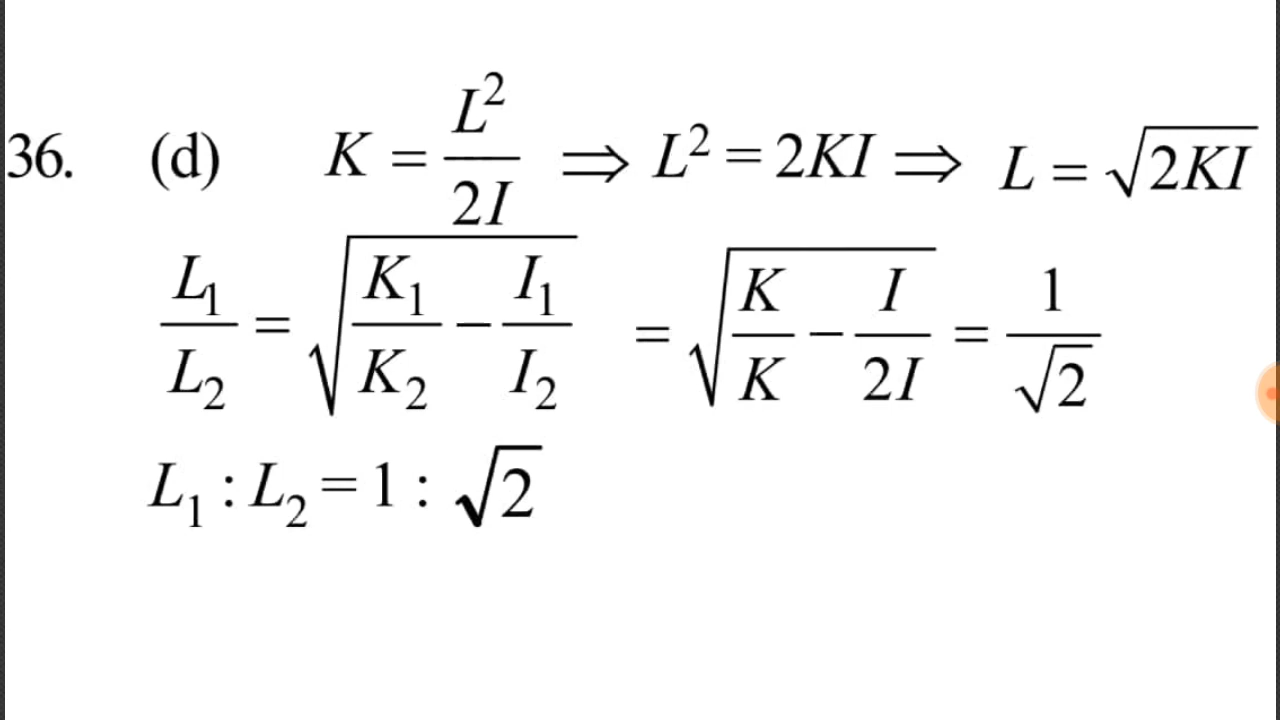 36. (d) K = L²/2I ⇒ L² = 2KI ⇒ L = √(2KI)
L₁/L₂ = √(K₁/K₂ − I₁/I₂) = √(K/K − I/2I) = 1/√2
L₁ : L₂ = 1 : √2